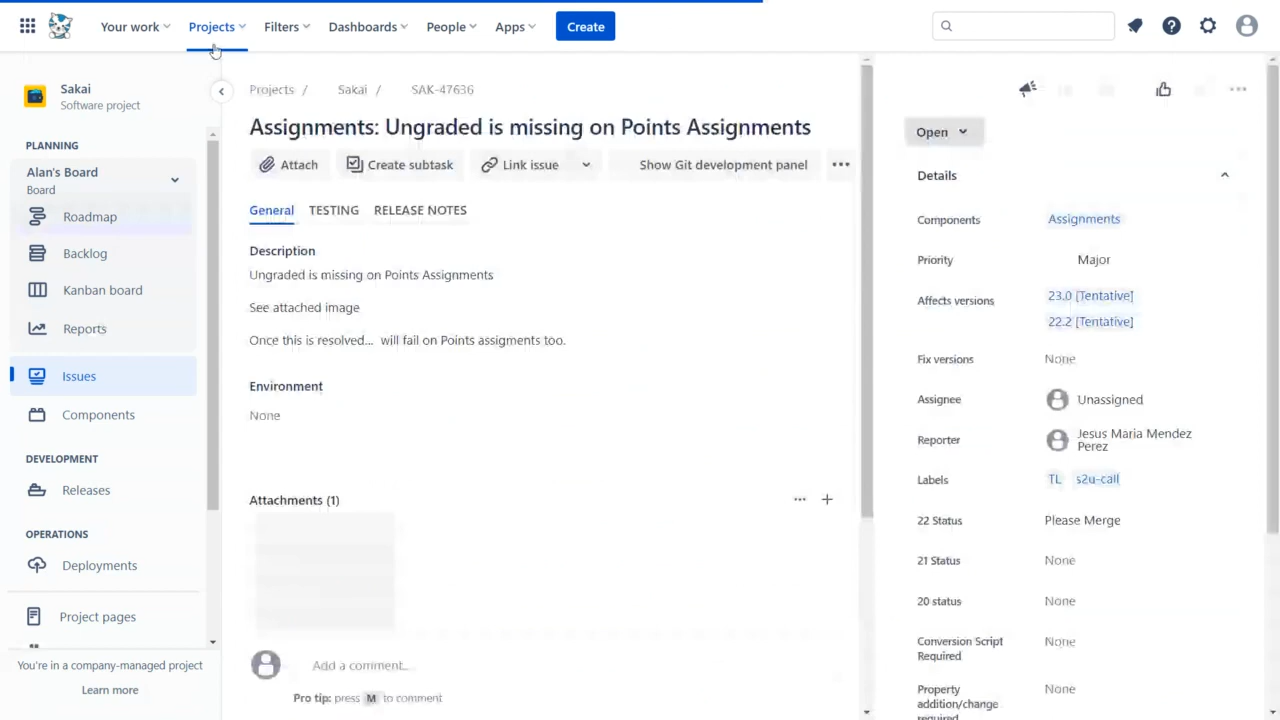 Your work Projects Filters Dashboards People Apps Create
Sakai
Software project
PLANNING
Alan's Board
Board
Roadmap
Backlog
Kanban board
Reports
Issues
Components
DEVELOPMENT
Releases
OPERATIONS
Deployments
Project pages
You're in a company-managed project
Learn more
Projects / Sakai / SAK-47636
Assignments: Ungraded is missing on Points Assignments
Attach Create subtask Link issue Show Git development panel
General TESTING RELEASE NOTES
Description
Ungraded is missing on Points Assignments
See attached image
Once this is resolved... will fail on Points assigments too.
Environment
None
Attachments (1)
Add a comment...
Pro tip: press M to comment
Open
Details
Components Assignments
Priority Major
Affects versions 23.0 [Tentative]
22.2 [Tentative]
Fix versions None
Assignee Unassigned
Reporter Jesus Maria Mendez
Perez
Labels TL s2u-call
22 Status Please Merge
21 Status None
20 status None
Conversion Script None
Required
Property None
addition/change
required